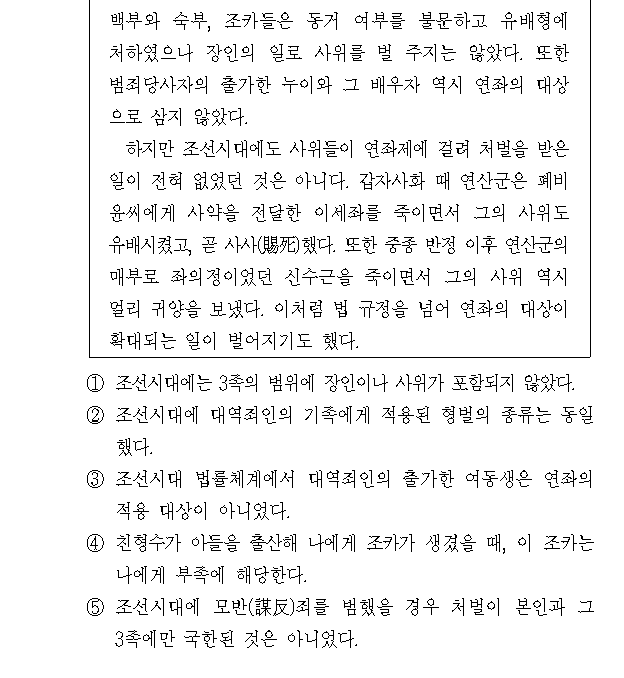 백부와 숙부, 조카들은 동거 여부를 불문하고 유배형에
처하였으나 장인의 일로 사위를 벌 주지는 않았다. 또한
범죄당사자의 출가한 누이와 그 배우자 역시 연좌의 대상
으로 삼지 않았다.
하지만 조선시대에도 사위들이 연좌제에 걸려 처벌을 받은
일이 전혀 없었던 것은 아니다. 갑자사화 때 연산군은 폐비
윤씨에게 사약을 전달한 이세좌를 죽이면서 그의 사위도
유배시켰고, 곧 사사(賜死)했다. 또한 중종 반정 이후 연산군의
매부로 좌의정이었던 신수근을 죽이면서 그의 사위 역시
멀리 귀양을 보냈다. 이처럼 법 규정을 넘어 연좌의 대상이
확대되는 일이 벌어지기도 했다.
① 조선시대에는 3족의 범위에 장인이나 사위가 포함되지 않았다.
② 조선시대에 대역죄인의 기족에게 적용된 형벌의 종류는 동일
했다.
③ 조선시대 법률체계에서 대역죄인의 출가한 여동생은 연좌의
적용 대상이 아니었다.
④ 친형수가 아들을 출산해 나에게 조카가 생겼을 때, 이 조카는
나에게 부족에 해당한다.
⑤ 조선시대에 모반(謀反)죄를 범했을 경우 처벌이 본인과 그
3족에만 국한된 것은 아니었다.